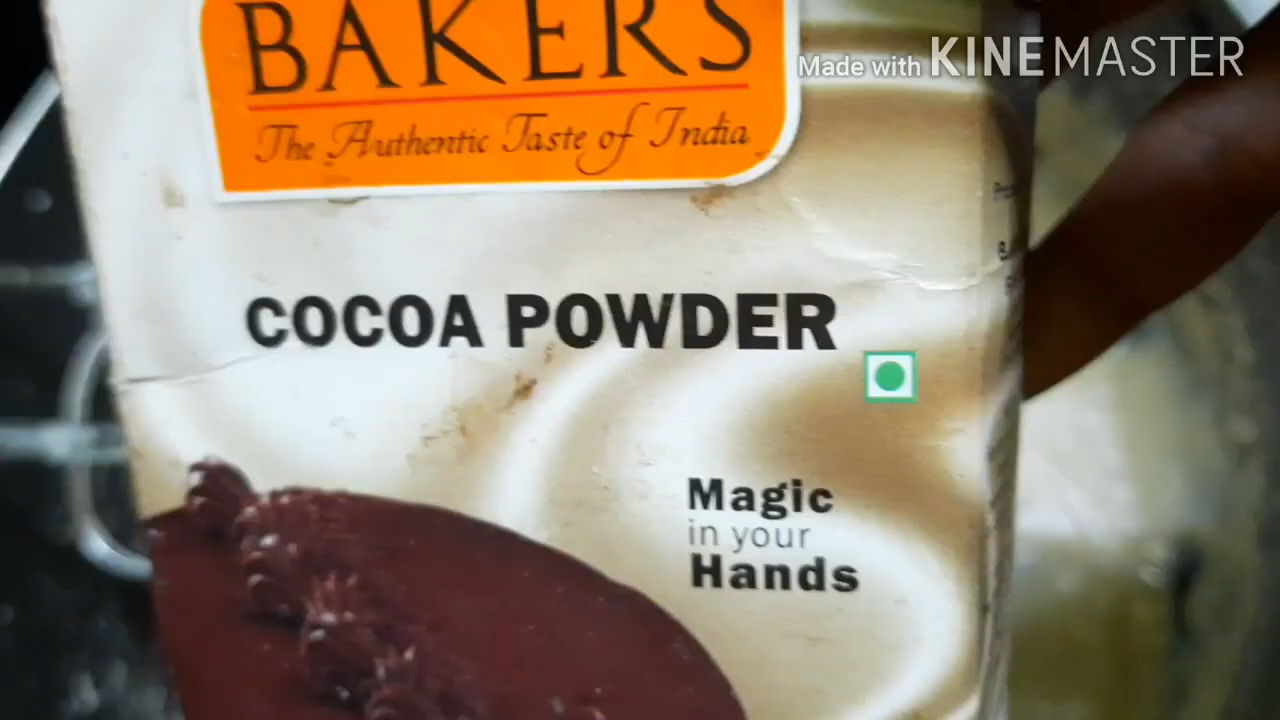 BAKERS
Made with KINEMASTER
The Authentic Taste of India
COCOA POWDER
Magic
in your
Hands